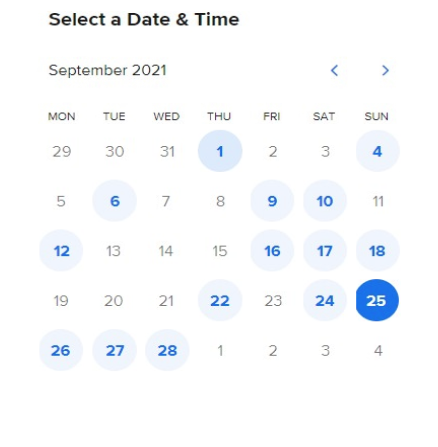 Select a Date & Time
September 2021
MON TUE WED THU FRI SAT SUN
29 30 31 1 2 3 4
5 6 7 8 9 10 11
12 13 14 15 16 17 18
19 20 21 22 23 24 25
26 27 28 1 2 3 4